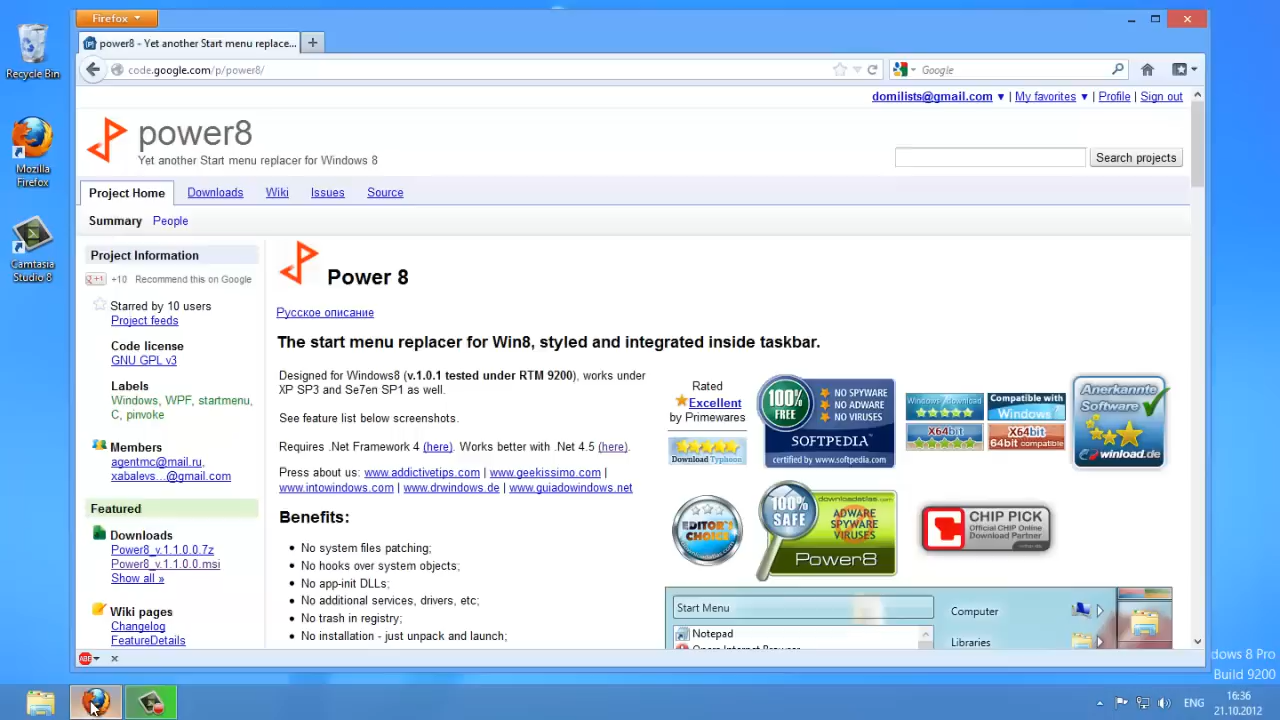 Recycle Bin
Mozilla
Firefox
Camtasia
Studio 8
Firefox
power8 - Yet another Start menu replace...
code.google.com/p/power8/
Google
domilists@gmail.com ▼ | My favorites ▼ | Profile | Sign out
power8
Yet another Start menu replacer for Windows 8
Search projects
Project Home Downloads Wiki Issues Source
Summary People
Project Information
+1 +10 Recommend this on Google
Starred by 10 users
Project feeds
Code license
GNU GPL v3
Labels
Windows, WPF, startmenu,
C, pinvoke
Members
agentmc@mail.ru,
xabalevs...@gmail.com
Featured
Downloads
Power8_v.1.1.0.0.7z
Power8_v.1.1.0.0.msi
Show all »
Wiki pages
Changelog
FeatureDetails
Power 8
Русское описание
The start menu replacer for Win8, styled and integrated inside taskbar.
Designed for Windows8 (v.1.0.1 tested under RTM 9200), works under
XP SP3 and Se7en SP1 as well.
See feature list below screenshots.
Requires .Net Framework 4 (here). Works better with .Net 4.5 (here).
Press about us: www.addictivetips.com | www.geekissimo.com |
www.intowindows.com | www.drwindows.de | www.guiadowindows.net
Benefits:
• No system files patching;
• No hooks over system objects;
• No app-init DLLs;
• No additional services, drivers, etc;
• No trash in registry;
• No installation - just unpack and launch;
Rated
Excellent
by Primewares
Download Typhoon
100%
FREE
NO SPYWARE
NO ADWARE
NO VIRUSES
SOFTPEDIA
certified by www.softpedia.com
Compatible with
Windows
X64bit
X64bit
64bit compatible
Anerkannte
Software
winload.de
EDITOR'S
CHOICE
100%
SAFE
downloadatlas.com
ADWARE
SPYWARE
VIRUSES
Power8
CHIP PICK
Official CHIP Online
Download Partner
Start Menu
Notepad
Computer
Libraries
ABP
dows 8 Pro
Build 9200
ENG
16:36
21.10.2012